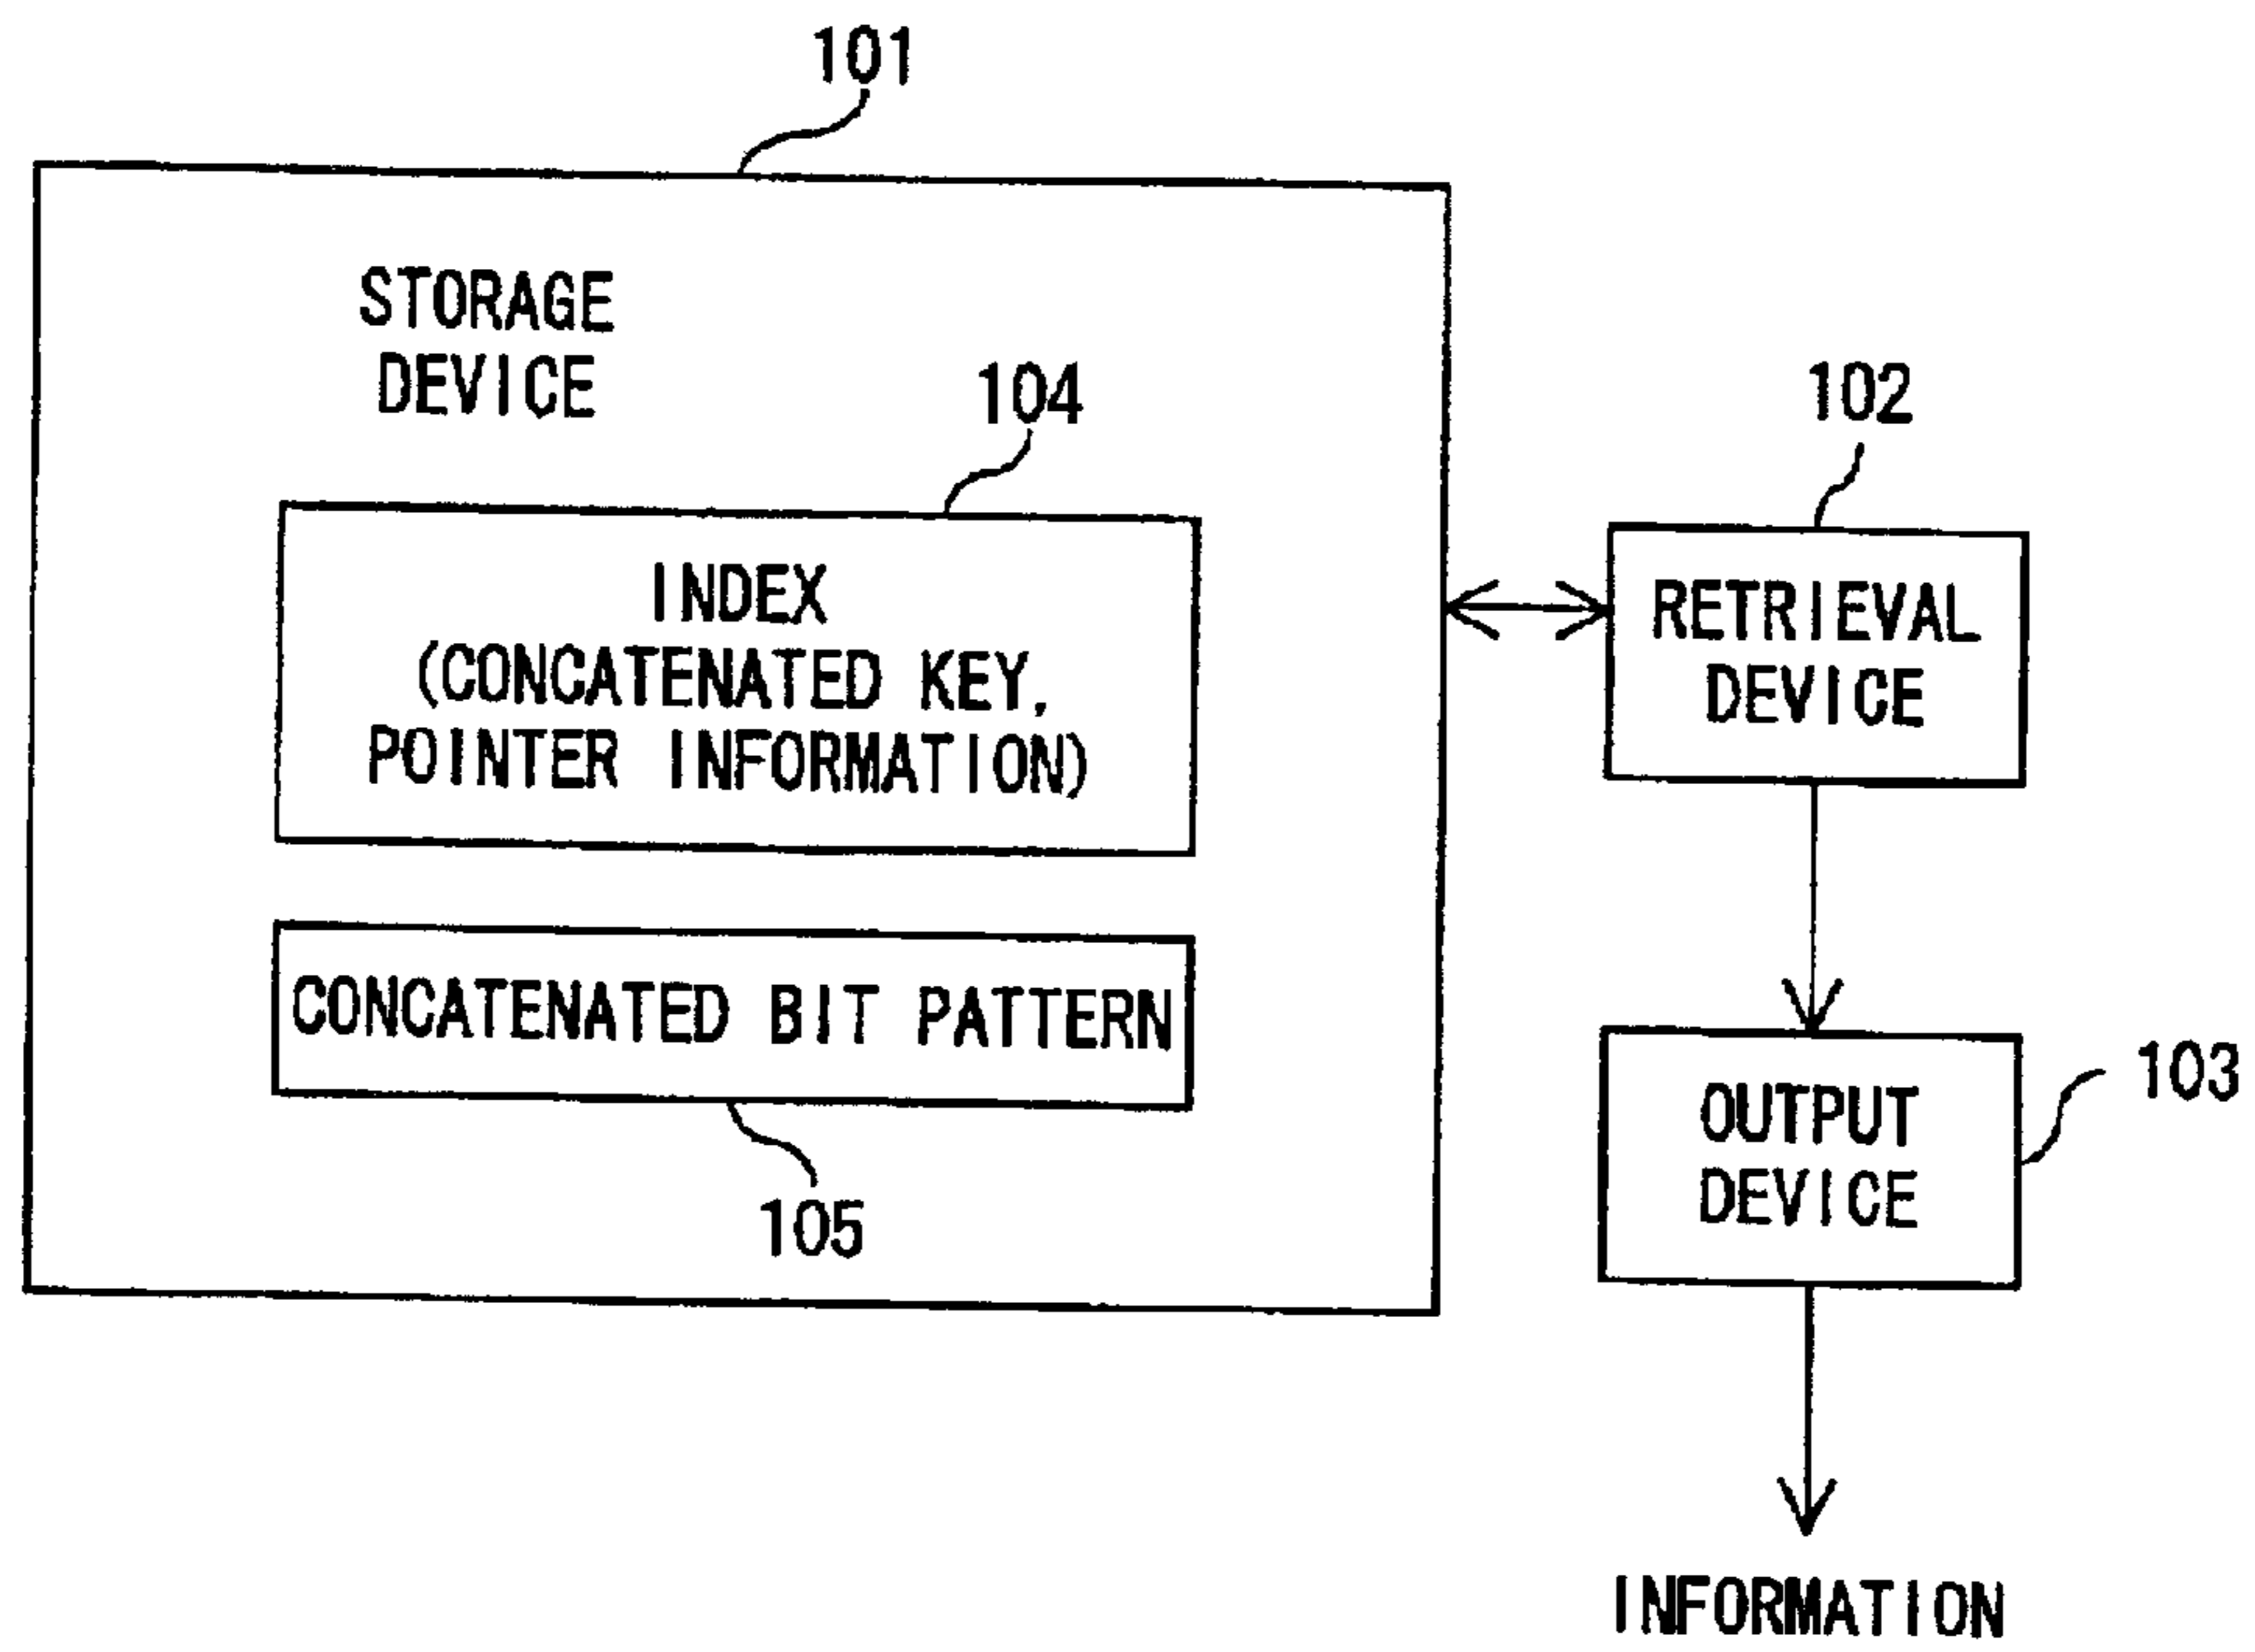 101
STORAGE
DEVICE
104
INDEX
(CONCATENATED KEY,
POINTER INFORMATION)
CONCATENATED BIT PATTERN
105
102
RETRIEVAL
DEVICE
OUTPUT
DEVICE
103
INFORMATION